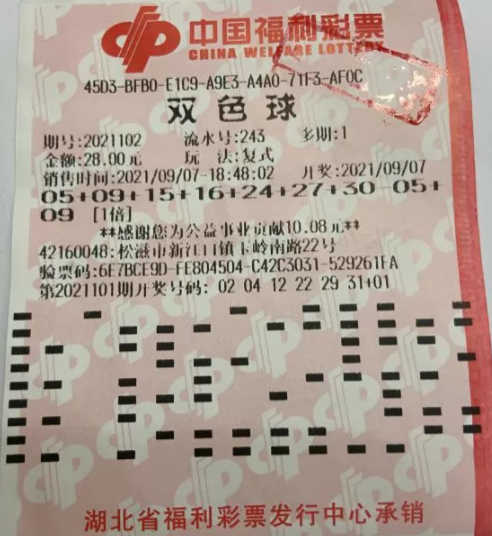 中国福利彩票
CHINA WELFARE LOTTERY
45D3-BFB0-E1C9-A9E3-A4A0-71F3-AF0C
双色球
期号:2021102 流水号:243 多期:1
金额:28.00元 玩 法:复式
销售时间:2021/09/07-18:48:02 开奖:2021/09/07
05+09+15+16+24+27+30-05+
09 [1倍]
**感谢您为公益事业贡献10.08元**
42160048:松滋市新江口镇玉岭南路22号
验票码:6E7BCE9D-FE804504-C42C3031-529261FA
第2021101期开奖号码: 02 04 12 22 29 31+01
湖北省福利彩票发行中心承销